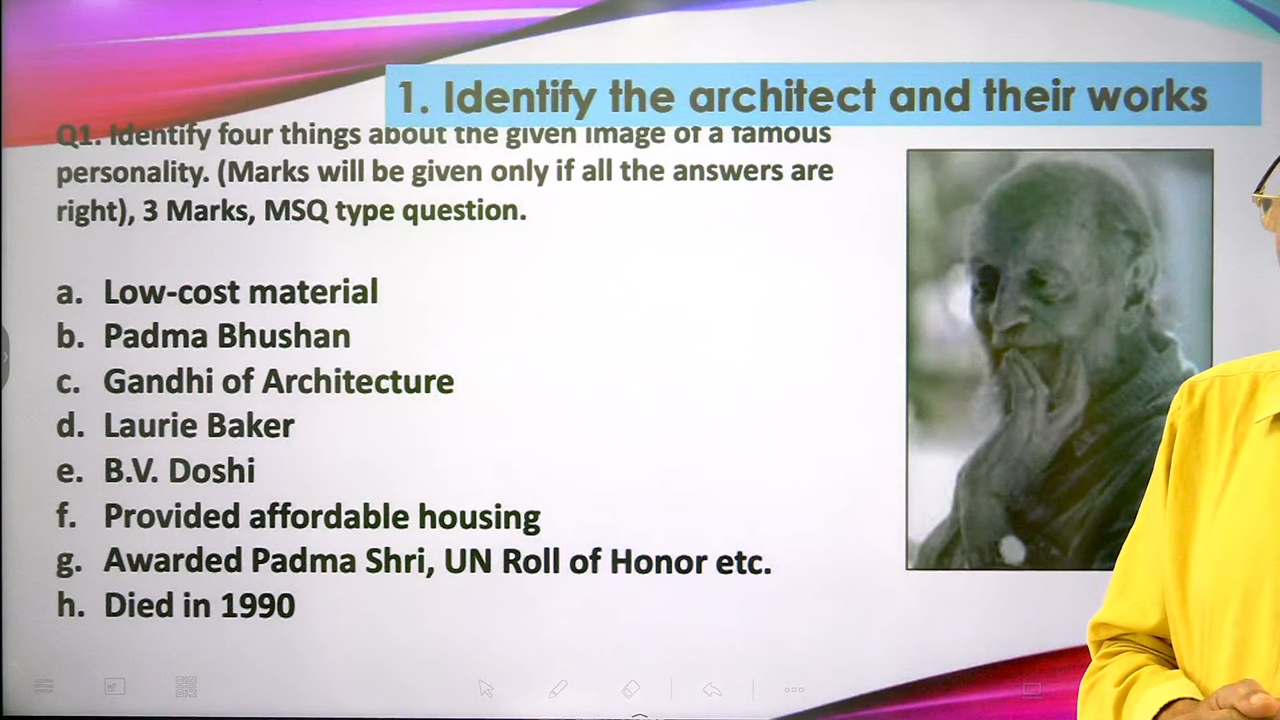 1. Identify the architect and their works
Q1. Identify four things about the given image of a famous
personality. (Marks will be given only if all the answers are
right), 3 Marks, MSQ type question.
a. Low-cost material
b. Padma Bhushan
c. Gandhi of Architecture
d. Laurie Baker
e. B.V. Doshi
f. Provided affordable housing
g. Awarded Padma Shri, UN Roll of Honor etc.
h. Died in 1990